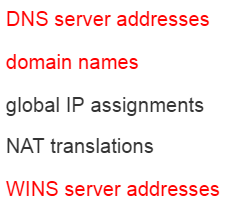 DNS server addresses
domain names
global IP assignments
NAT translations
WINS server addresses